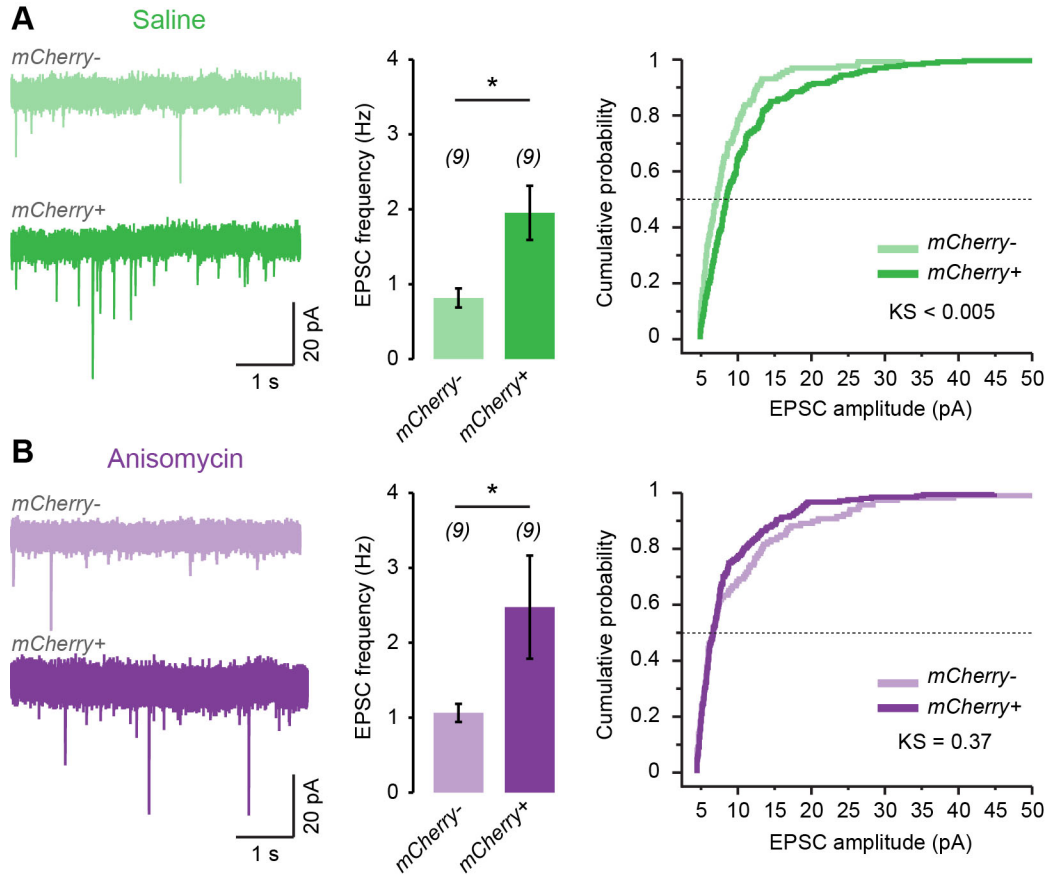 A
Saline
mCherry-
mCherry+
20 pA
1 s
EPSC frequency (Hz)
4
3
2
1
0
*
(9)
(9)
mCherry-
mCherry+
Cumulative probability
1
0.8
0.6
0.4
0.2
0
mCherry-
mCherry+
KS < 0.005
5 10 15 20 25 30 35 40 45 50
EPSC amplitude (pA)
B
Anisomycin
mCherry-
mCherry+
20 pA
1 s
EPSC frequency (Hz)
4
3
2
1
0
*
(9)
(9)
mCherry-
mCherry+
Cumulative probability
1
0.8
0.6
0.4
0.2
0
mCherry-
mCherry+
KS = 0.37
5 10 15 20 25 30 35 40 45 50
EPSC amplitude (pA)